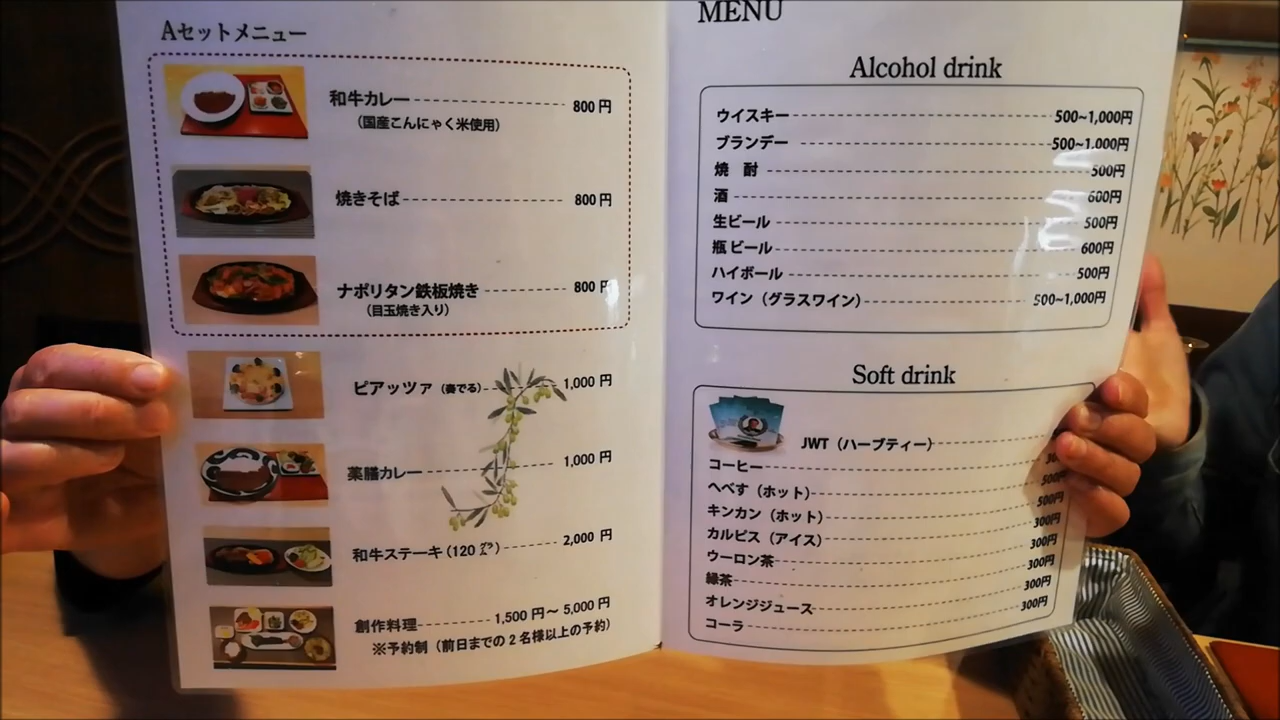 Aセットメニュー
和牛カレー 800円
(国産こんにゃく米使用)
焼きそば 800円
ナポリタン鉄板焼き 800円
(目玉焼き入り)
ピアッツァ (奏でる) 1,000円
薬膳カレー 1,000円
和牛ステーキ (120㌘) 2,000円
創作料理 1,500円～5,000円
※予約制 (前日までの2名様以上の予約)
MENU
Alcohol drink
ウイスキー 500~1,000円
ブランデー 500~1,000円
焼 酎 500円
酒 600円
生ビール 500円
瓶ビール 600円
ハイボール 500円
ワイン (グラスワイン) 500~1,000円
Soft drink
JWT (ハーブティー)
コーヒー
へべす (ホット) 500円
キンカン (ホット) 500円
カルピス (アイス) 300円
ウーロン茶 300円
緑茶 300円
オレンジジュース 300円
コーラ 300円